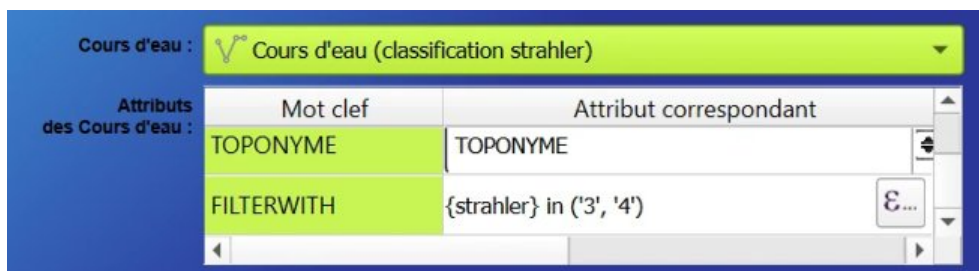 Cours d'eau : Cours d'eau (classification strahler)
Attributs
des Cours d'eau :
Mot clef Attribut correspondant
TOPONYME TOPONYME
FILTERWITH {strahler} in ('3', '4') ε...